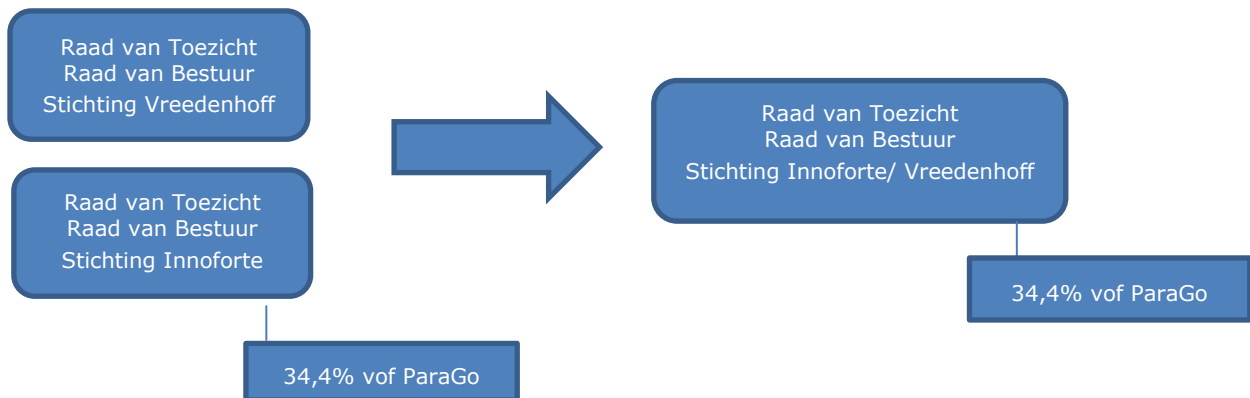 Raad van Toezicht
Raad van Bestuur
Stichting Vreedenhoff
Raad van Toezicht
Raad van Bestuur
Stichting Innoforte
34,4% vof ParaGo
Raad van Toezicht
Raad van Bestuur
Stichting Innoforte/ Vreedenhoff
34,4% vof ParaGo